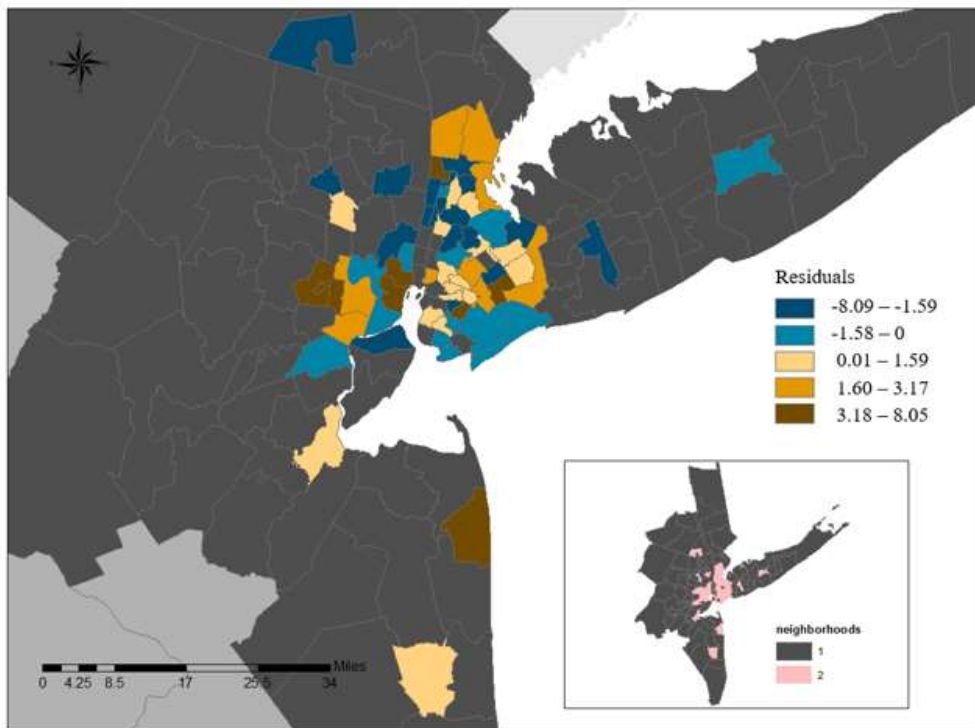 Residuals
-8.09 – -1.59
-1.58 – 0
0.01 – 1.59
1.60 – 3.17
3.18 – 8.05
neighborhoods
1
2
Miles
0 4.25 8.5 17 25.5 34